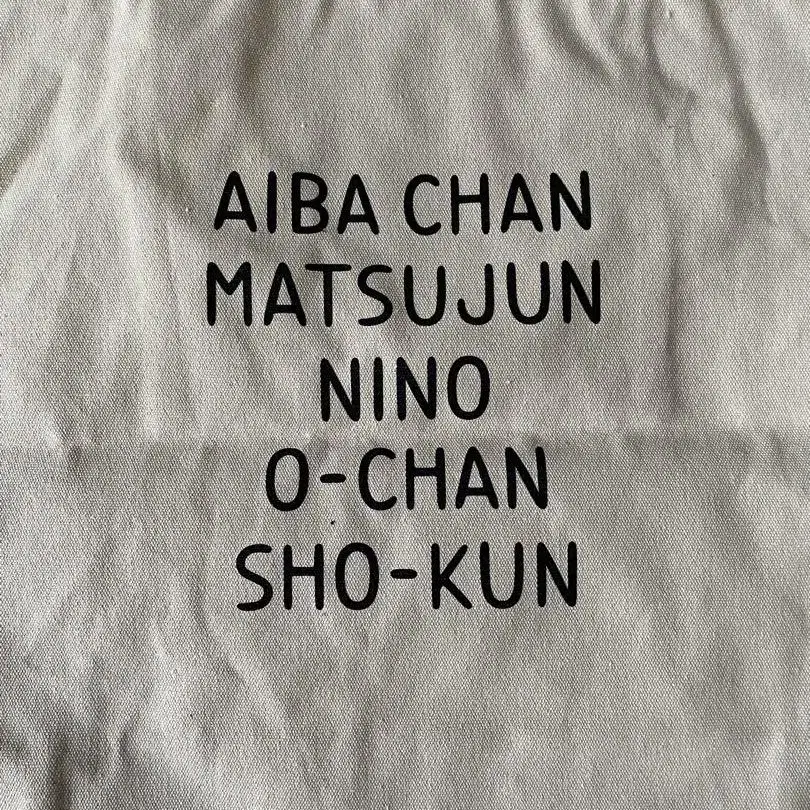 AIBA CHAN
MATSUJUN
NINO
O-CHAN
SHO-KUN